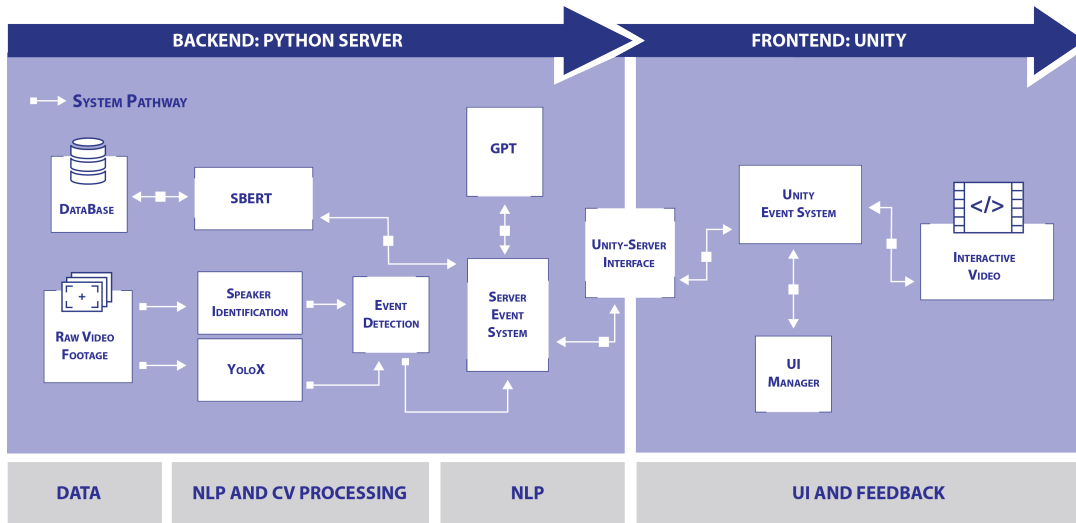 BACKEND: PYTHON SERVER
FRONTEND: UNITY
SYSTEM PATHWAY
DATABASE
SBERT
GPT
UNITY-SERVER
INTERFACE
UNITY
EVENT SYSTEM
</>
INTERACTIVE
VIDEO
RAW VIDEO
FOOTAGE
SPEAKER
IDENTIFICATION
YOLOX
EVENT
DETECTION
SERVER
EVENT
SYSTEM
UI
MANAGER
DATA
NLP AND CV PROCESSING
NLP
UI AND FEEDBACK